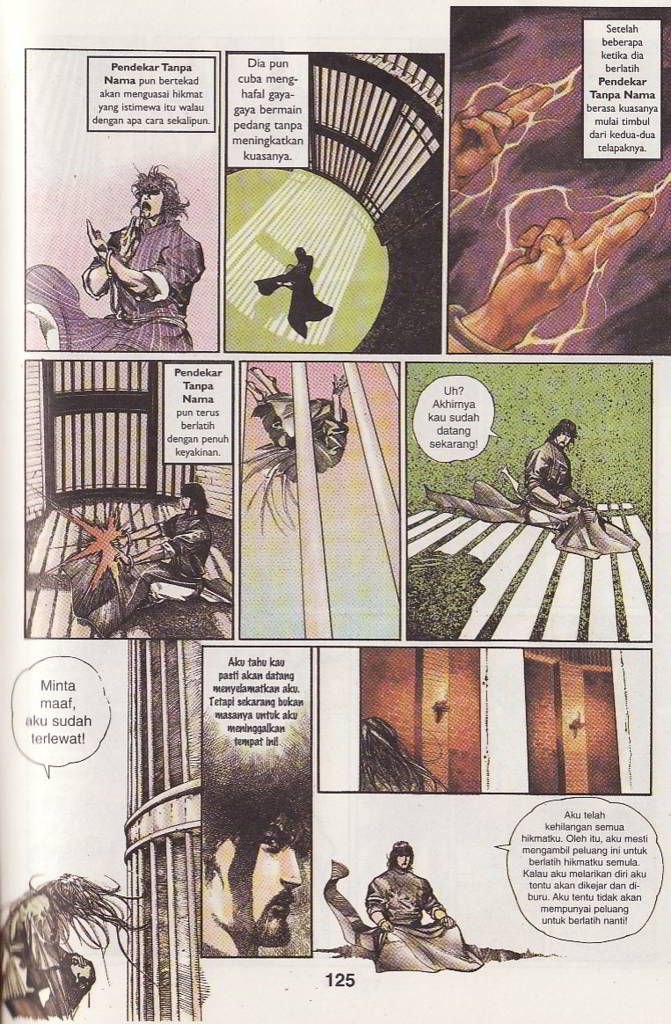 Pendekar Tanpa
Nama pun bertekad
akan menguasai hikmat
yang istimewa itu walau
dengan apa cara sekalipun.
Dia pun
cuba meng-
hafal gaya-
gaya bermain
pedang tanpa
meningkatkan
kuasanya.
Setelah
beberapa
ketika dia
berlatih
Pendekar
Tanpa Nama
berasa kuasanya
mulai timbul
dari kedua-dua
telapaknya.
Pendekar
Tanpa
Nama
pun terus
berlatih
dengan penuh
keyakinan.
Uh?
Akhirnya
kau sudah
datang
sekarang!
Minta
maaf,
aku sudah
terlewat!
Aku tahu kau
pasti akan datang
menyelamatkan aku.
Tetapi sekarang bukan
masanya untuk aku
meninggalkan
tempat ini!
Aku telah
kehilangan semua
hikmatku. Oleh itu, aku mesti
mengambil peluang ini untuk
berlatih hikmatku semula.
Kalau aku melarikan diri aku
tentu akan dikejar dan di-
buru. Aku tentu tidak akan
mempunyai peluang
untuk berlatih nanti!
125